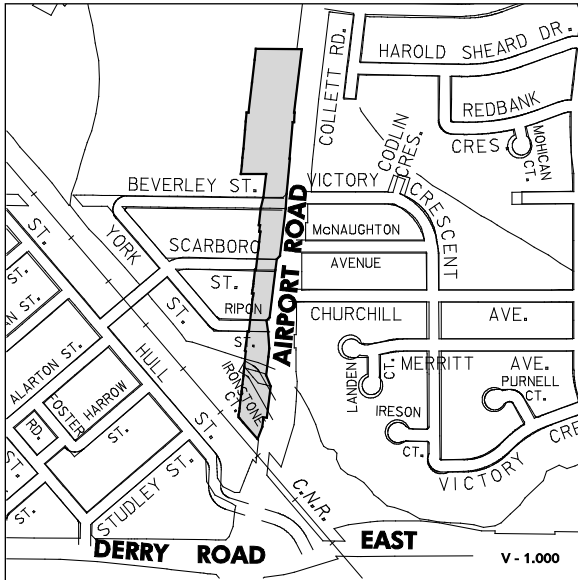 HAROLD SHEARD DR.
COLLETT RD.
REDBANK
CRES.
MOHICAN
CT.
CODLIN
CRES.
BEVERLEY ST.
VICTORY
CRESCENT
McNAUGHTON
AVENUE
SCARBORO
ST.
YORK
ST.
RIPON
ST.
AIRPORT ROAD
CHURCHILL AVE.
ST.
ST.
AN ST.
HULL
ST.
IRONSTONE
CT.
LANDEN
CT.
MERRITT AVE.
PURNELL
CT.
IRESON
CT.
ALARTON ST.
FOSTER
RD.
HARROW
ST.
ST.
ST.
STUDLEY ST.
C.N.R.
VICTORY CRE
DERRY ROAD EAST
V - 1.000